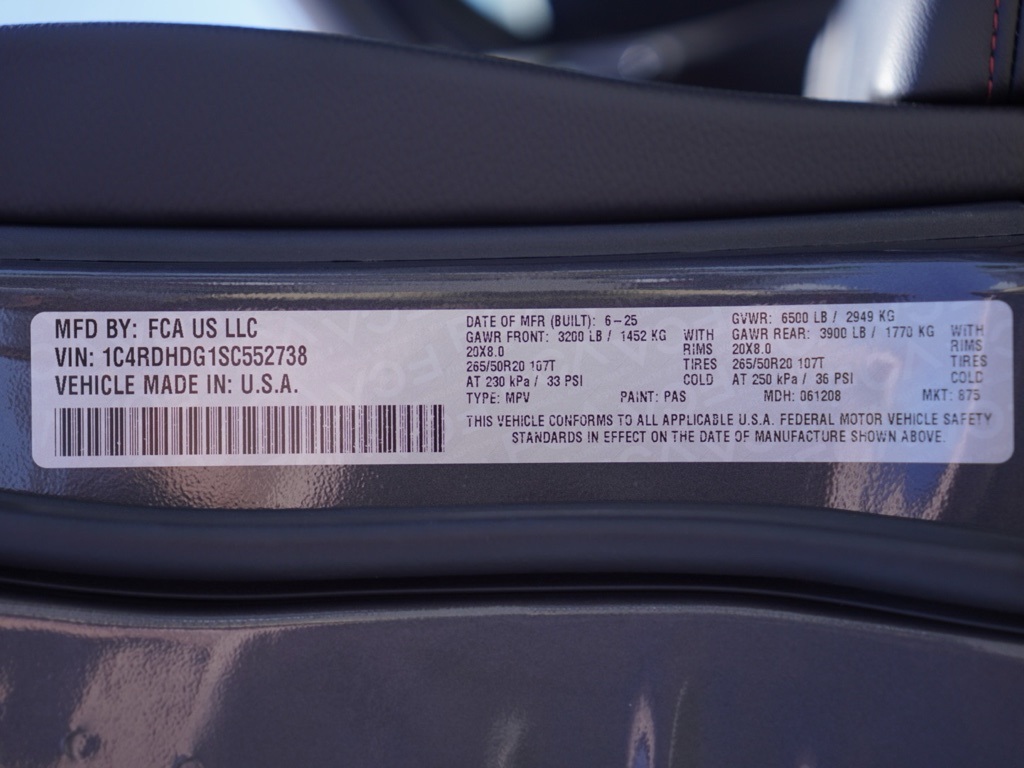 MFD BY: FCA US LLC
VIN: 1C4RDHDG1SC552738
VEHICLE MADE IN: U.S.A.
DATE OF MFR (BUILT): 6-25
GAWR FRONT: 3200 LB / 1452 KG WITH
20X8.0 RIMS
265/50R20 107T TIRES
AT 230 kPa / 33 PSI COLD
TYPE: MPV PAINT: PAS
GVWR: 6500 LB / 2949 KG
GAWR REAR: 3900 LB / 1770 KG WITH
20X8.0 RIMS
265/50R20 107T TIRES
AT 250 kPa / 36 PSI COLD
MDH: 061208 MKT: 875
THIS VEHICLE CONFORMS TO ALL APPLICABLE U.S.A. FEDERAL MOTOR VEHICLE SAFETY
STANDARDS IN EFFECT ON THE DATE OF MANUFACTURE SHOWN ABOVE.